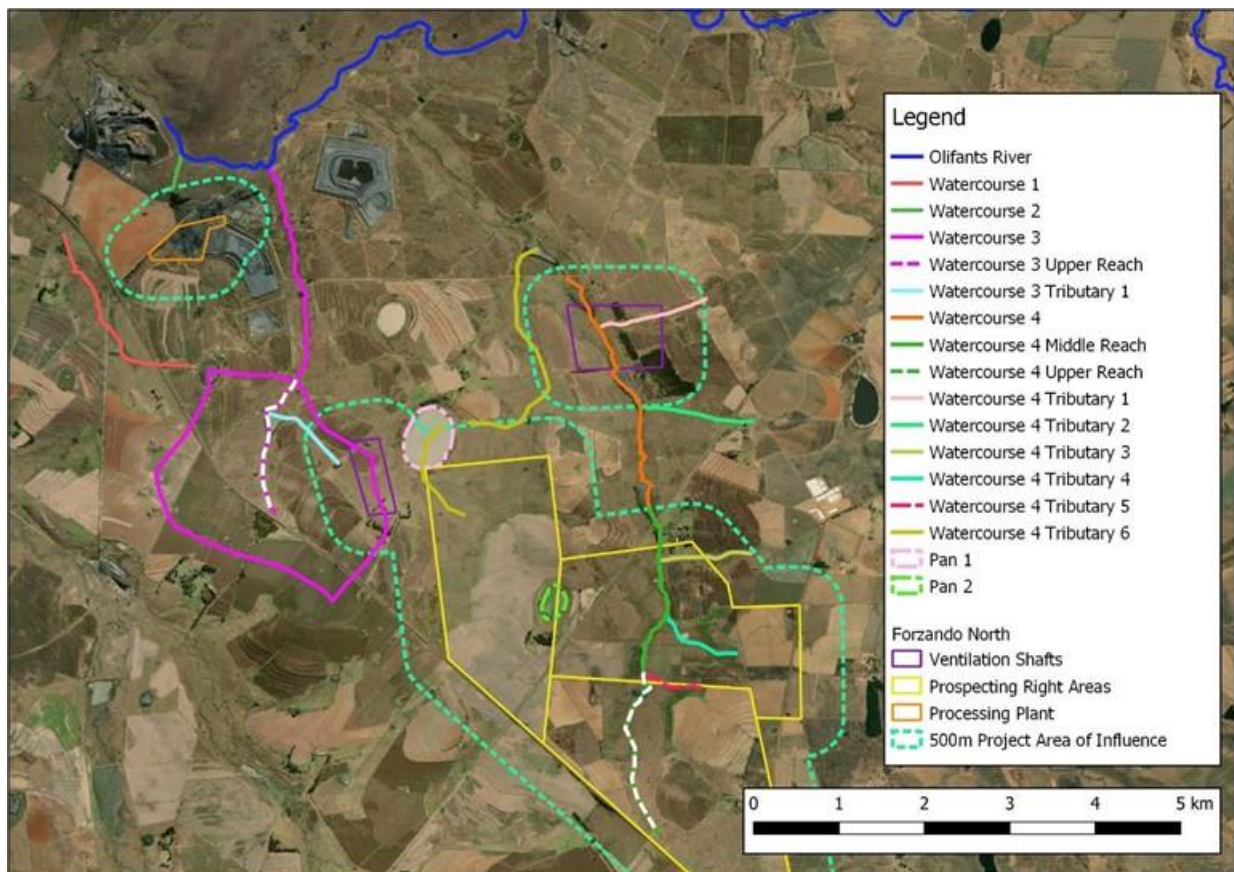 Legend
Olifants River
Watercourse 1
Watercourse 2
Watercourse 3
Watercourse 3 Upper Reach
Watercourse 3 Tributary 1
Watercourse 4
Watercourse 4 Middle Reach
Watercourse 4 Upper Reach
Watercourse 4 Tributary 1
Watercourse 4 Tributary 2
Watercourse 4 Tributary 3
Watercourse 4 Tributary 4
Watercourse 4 Tributary 5
Watercourse 4 Tributary 6
Pan 1
Pan 2
Forzando North
Ventilation Shafts
Prospecting Right Areas
Processing Plant
500m Project Area of Influence
0 1 2 3 4 5 km